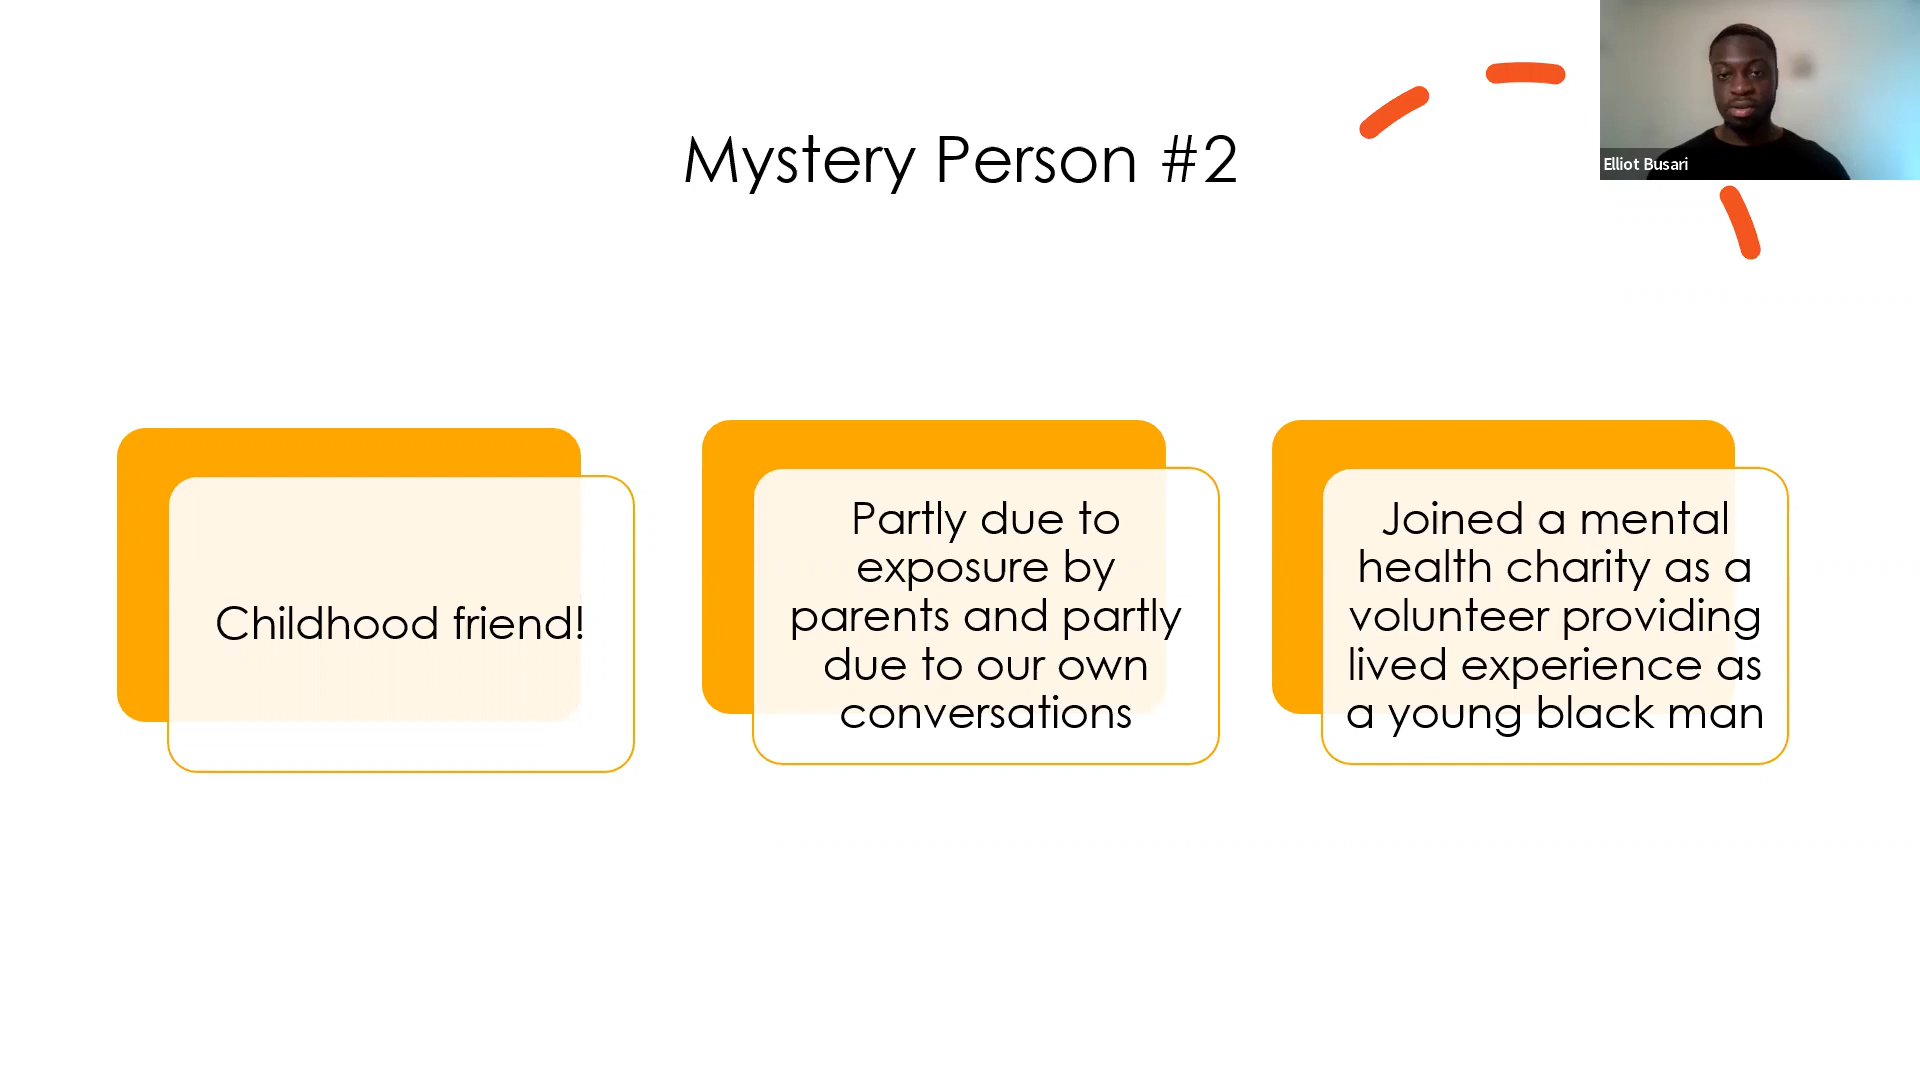 Mystery Person #2
Elliot Busari
Childhood friend!
Partly due to
exposure by
parents and partly
due to our own
conversations
Joined a mental
health charity as a
volunteer providing
lived experience as
a young black man